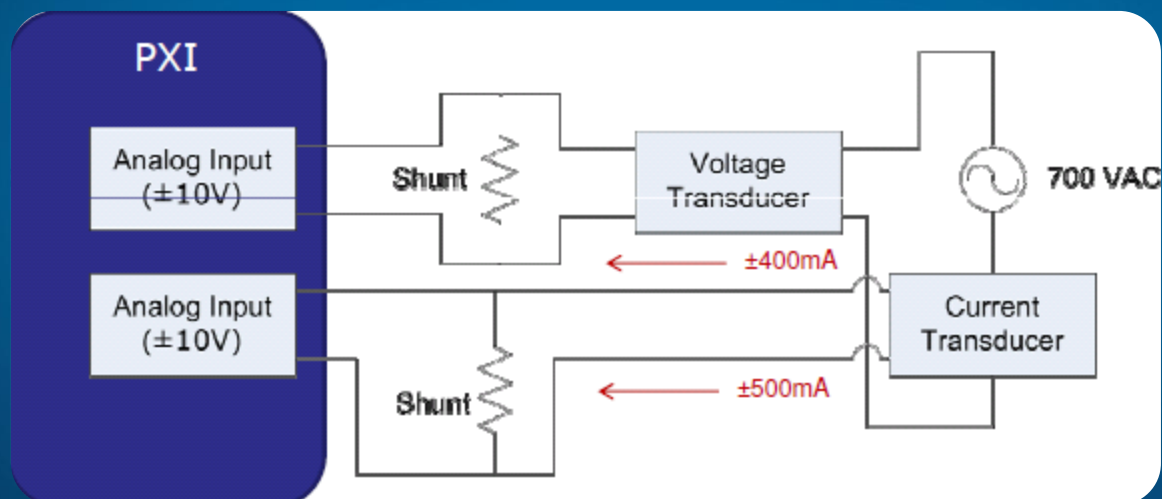 PXI
Analog Input
(±10V)
Shunt
Voltage
Transducer
700 VAC
±400mA
Analog Input
(±10V)
Current
Transducer
Shunt
±500mA